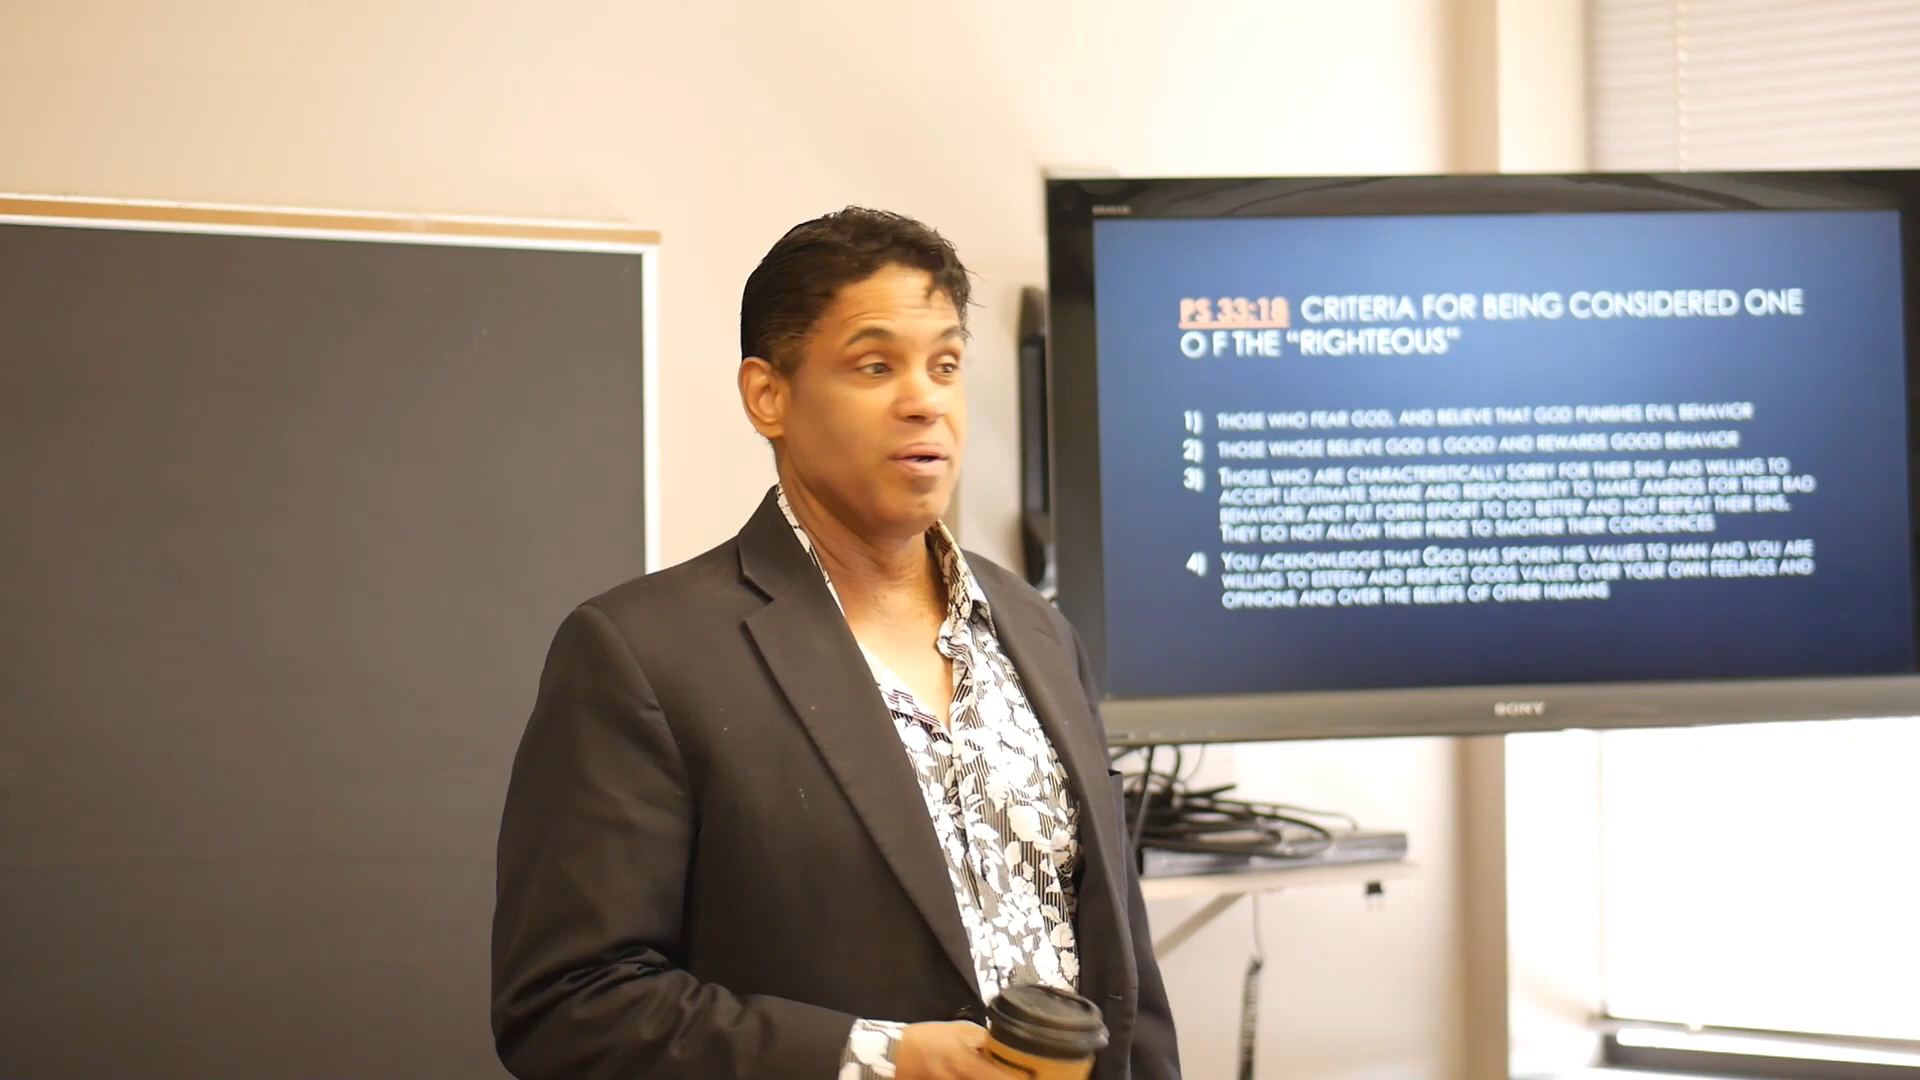 BRAVIA
PS 33:18 CRITERIA FOR BEING CONSIDERED ONE
O F THE “RIGHTEOUS”
1) THOSE WHO FEAR GOD, AND BELIEVE THAT GOD PUNISHES EVIL BEHAVIOR
2) THOSE WHOSE BELIEVE GOD IS GOOD AND REWARDS GOOD BEHAVIOR
3) THOSE WHO ARE CHARACTERISTICALLY SORRY FOR THEIR SINS AND WILLING TO
ACCEPT LEGITIMATE SHAME AND RESPONSIBILITY TO MAKE AMENDS FOR THEIR BAD
BEHAVIORS AND PUT FORTH EFFORT TO DO BETTER AND NOT REPEAT THEIR SINS.
THEY DO NOT ALLOW THEIR PRIDE TO SMOTHER THEIR CONSCIENCES
4) YOU ACKNOWLEDGE THAT GOD HAS SPOKEN HIS VALUES TO MAN AND YOU ARE
WILLING TO ESTEEM AND RESPECT GODS VALUES OVER YOUR OWN FEELINGS AND
OPINIONS AND OVER THE BELIEFS OF OTHER HUMANS
SONY